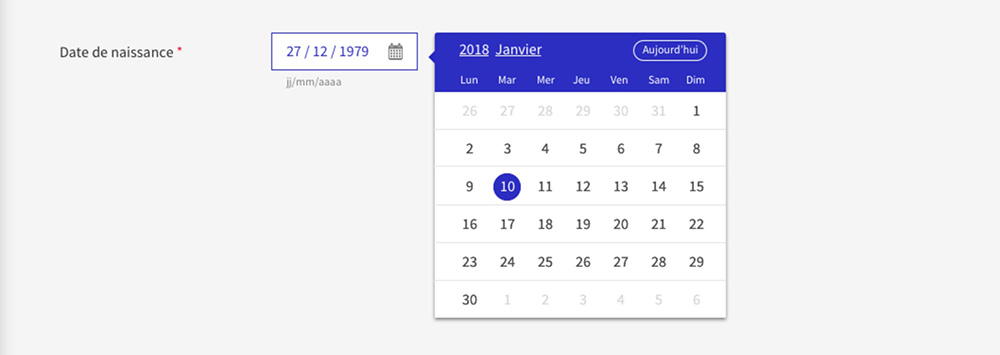 Date de naissance *
27 / 12 / 1979
jj/mm/aaaa
2018 Janvier Aujourd'hui
Lun Mar Mer Jeu Ven Sam Dim
26 27 28 29 30 31 1
2 3 4 5 6 7 8
9 10 11 12 13 14 15
16 17 18 19 20 21 22
23 24 25 26 27 28 29
30 1 2 3 4 5 6